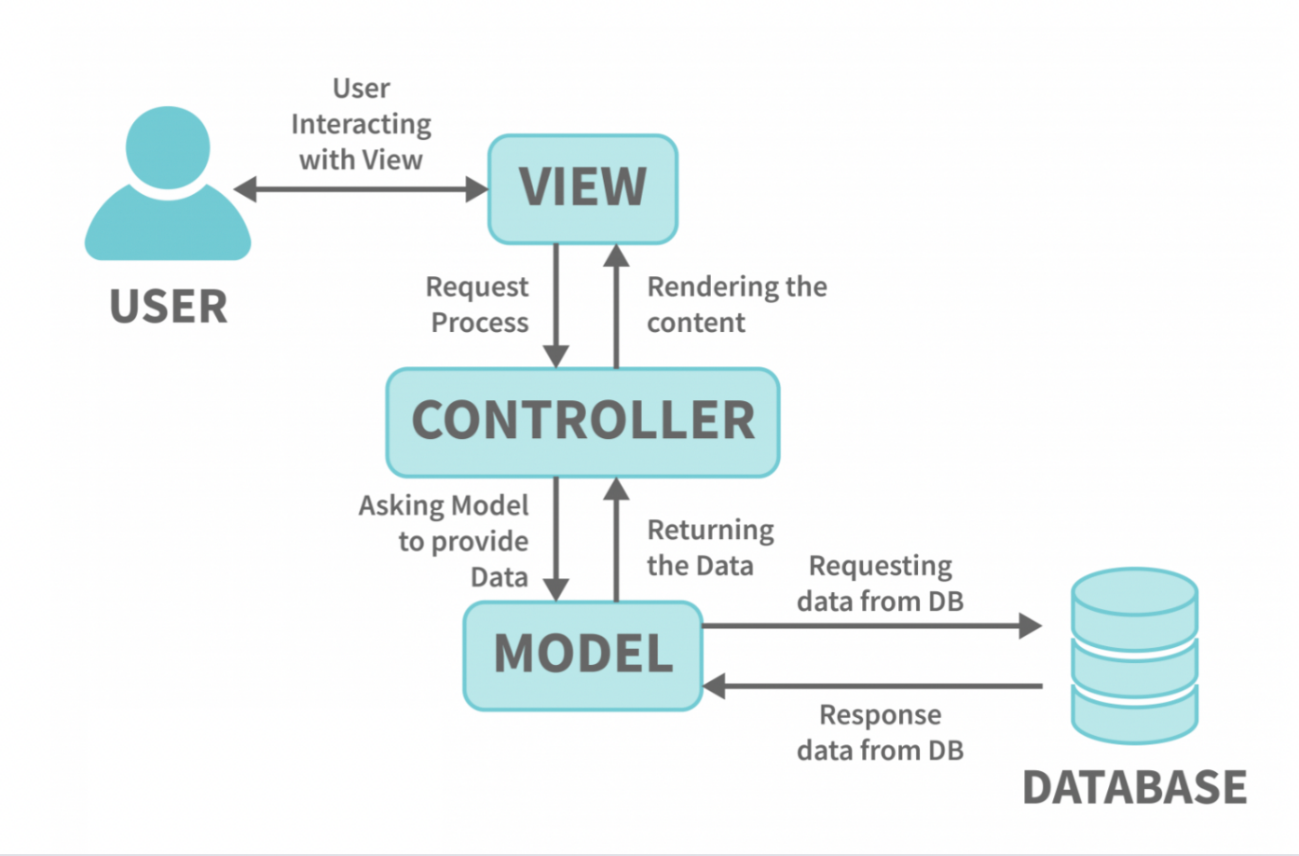 User
Interacting
with View
VIEW
USER
Request
Process
Rendering the
content
CONTROLLER
Asking Model
to provide
Data
Returning
the Data
Requesting
data from DB
MODEL
Response
data from DB
DATABASE